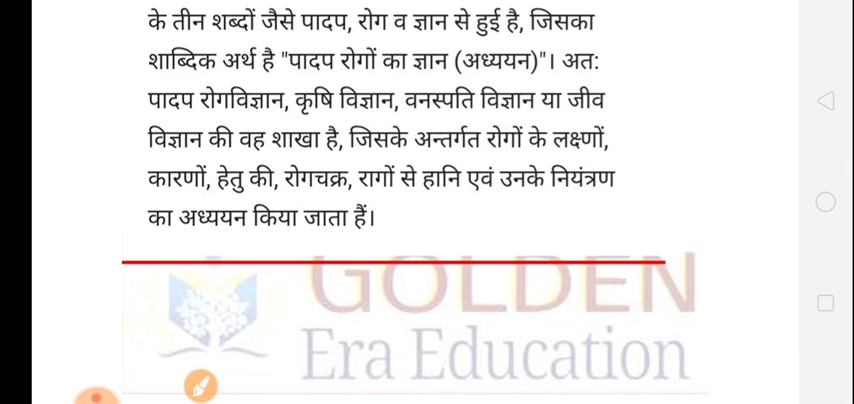 के तीन शब्दों जैसे पादप, रोग व ज्ञान से हुई है, जिसका
शाब्दिक अर्थ है "पादप रोगों का ज्ञान (अध्ययन)"। अत:
पादप रोगविज्ञान, कृषि विज्ञान, वनस्पति विज्ञान या जीव
विज्ञान की वह शाखा है, जिसके अन्तर्गत रोगों के लक्ष्णों,
कारणों, हेतु की, रोगचक्र, रागों से हानि एवं उनके नियंत्रण
का अध्ययन किया जाता हैं।
GOLDEN
Era Education